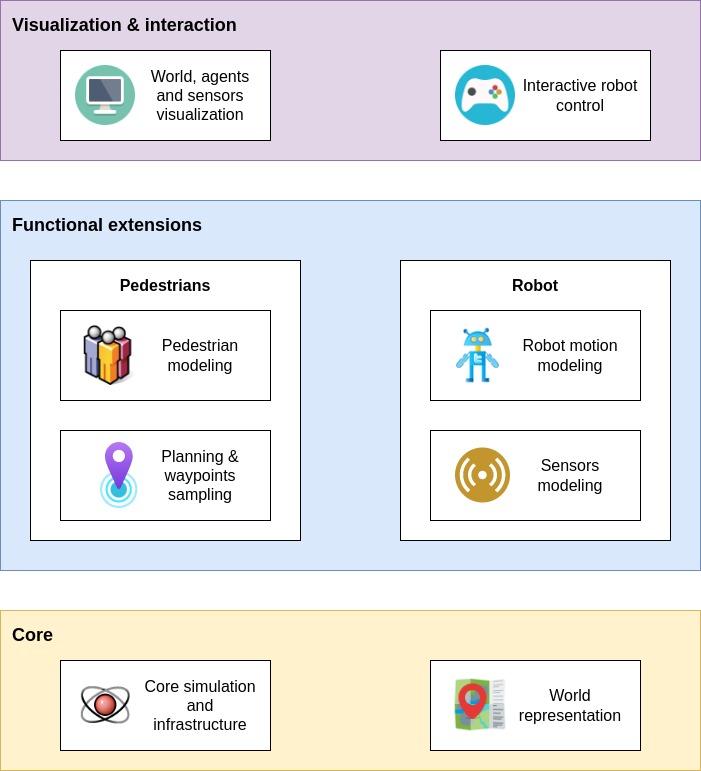 Visualization & interaction
World, agents
and sensors
visualization
Interactive robot
control
Functional extensions
Pedestrians
Pedestrian
modeling
Planning &
waypoints
sampling
Robot
Robot motion
modeling
Sensors
modeling
Core
Core simulation
and
infrastructure
World
representation